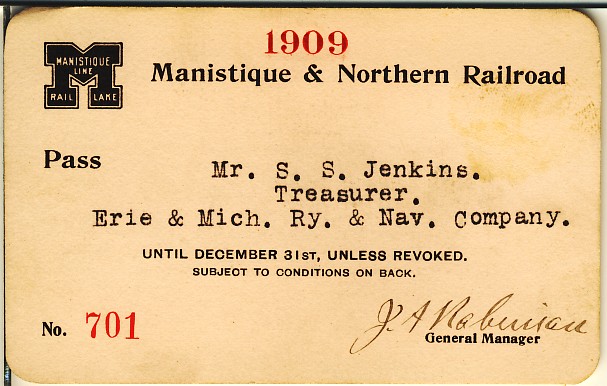 1909
MANISTIQUE
LINE
RAIL LAKE
Manistique & Northern Railroad
Pass
Mr. S. S. Jenkins.
Treasurer.
Erie & Mich. Ry. & Nav. Company.
UNTIL DECEMBER 31ST, UNLESS REVOKED.
SUBJECT TO CONDITIONS ON BACK.
No. 701
J A
General Manager